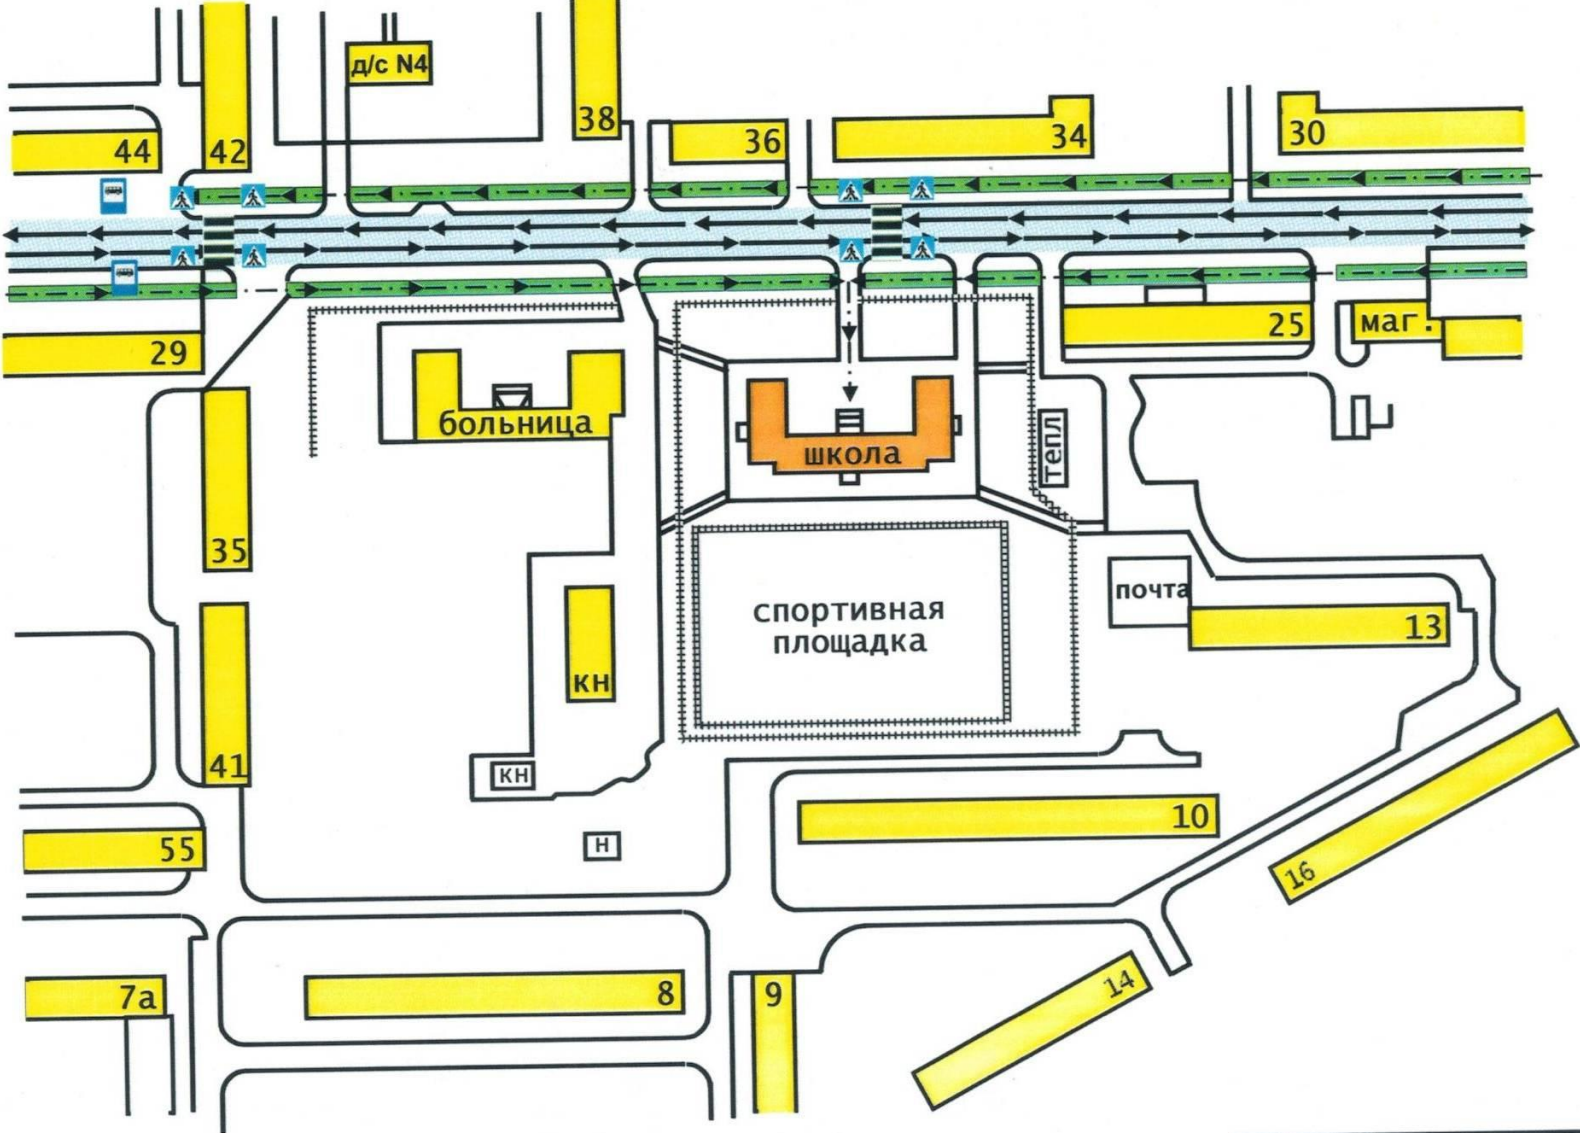 д/с N4
38
44
42
36
34
30
29
25
маг.
больница
школа
тепл
35
спортивная
площадка
почта
13
кн
41
кн
10
55
н
16
7а
8
9
14